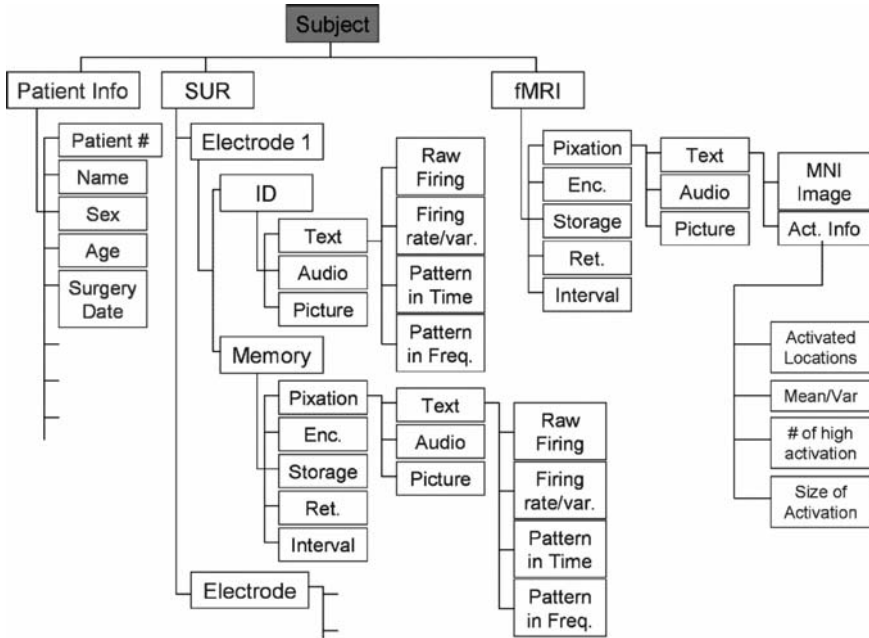 Subject
Patient Info
SUR
fMRI
Patient #
Name
Sex
Age
Surgery
Date
Electrode 1
ID
Text
Audio
Picture
Raw
Firing
Firing
rate/var.
Pattern
in Time
Pattern
in Freq.
Memory
Pixation
Enc.
Storage
Ret.
Interval
Text
Audio
Picture
Raw
Firing
Firing
rate/var.
Pattern
in Time
Pattern
in Freq.
Electrode
Pixation
Enc.
Storage
Ret.
Interval
Text
Audio
Picture
MNI
Image
Act. Info
Activated
Locations
Mean/Var
# of high
activation
Size of
Activation